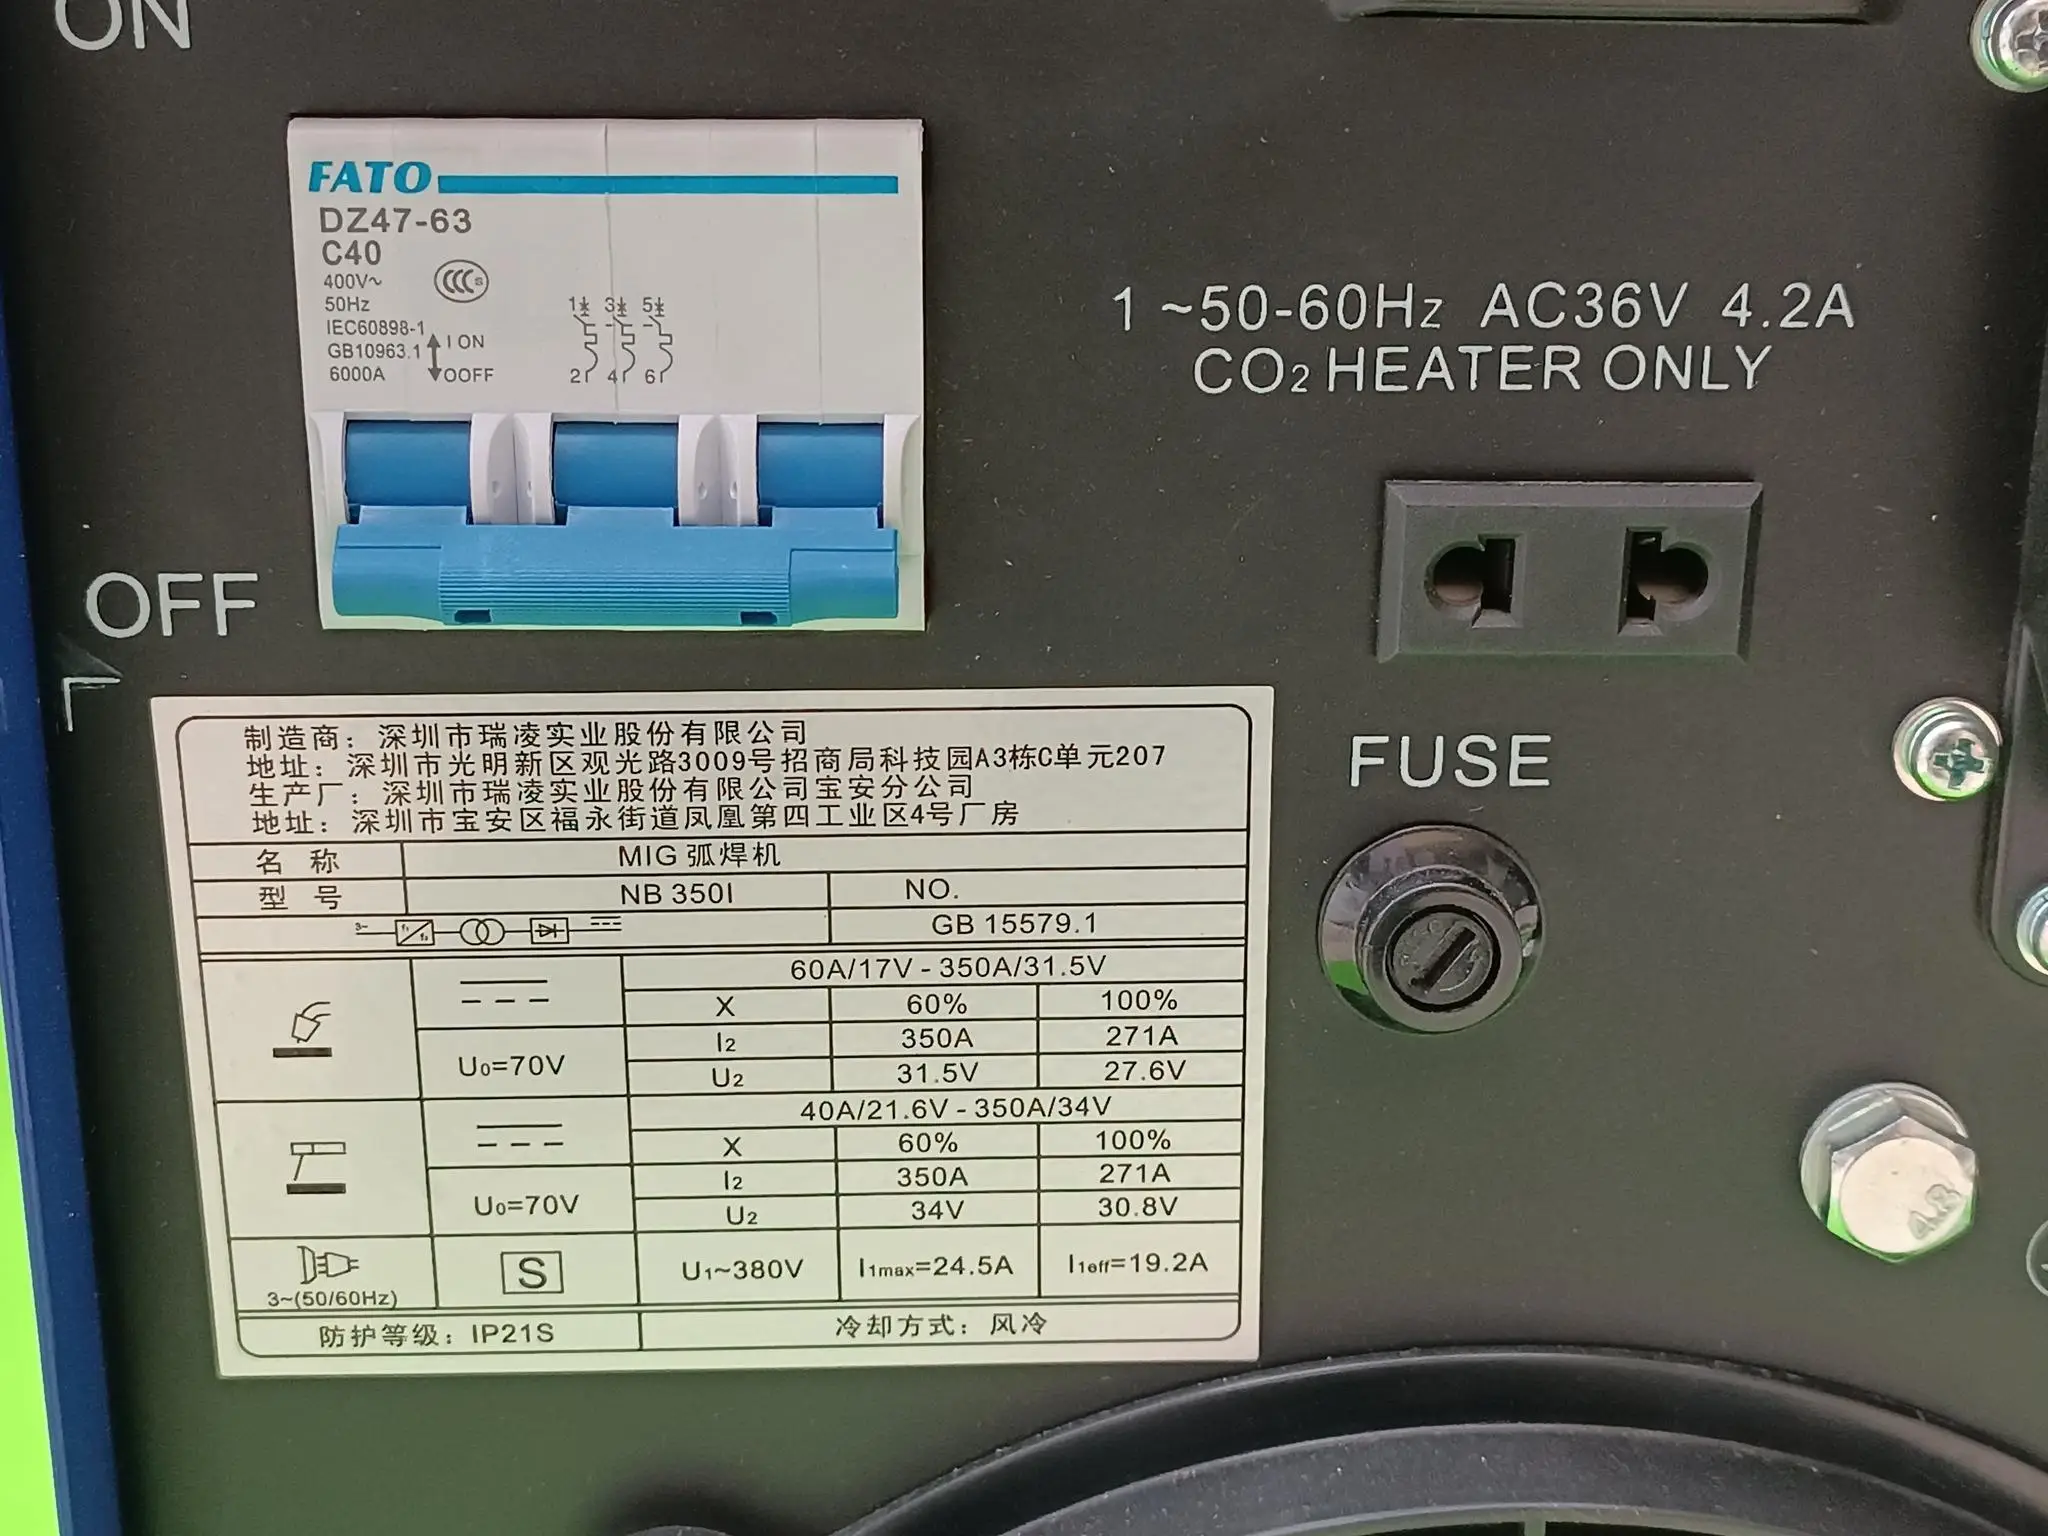 ON
FATO
DZ47-63
C40
400V~
50Hz
IEC60898-1
GB10963.1
6000A
CCC S
I ON
OOFF
1 3 5
2 4 6
OFF
1 ~50-60Hz AC36V 4.2A
CO₂ HEATER ONLY
FUSE
制造商：深圳市瑞凌实业股份有限公司
地址：深圳市光明新区观光路3009号招商局科技园A3栋C单元207
生产厂：深圳市瑞凌实业股份有限公司宝安分公司
地址：深圳市宝安区福永街道凤凰第四工业区4号厂房
名 称 MIG 弧焊机
型 号 NB 350I NO.
3~ f₁ f₂ GB 15579.1
60A/17V - 350A/31.5V
X 60% 100%
I₂ 350A 271A
U₀=70V
U₂ 31.5V 27.6V
40A/21.6V - 350A/34V
X 60% 100%
I₂ 350A 271A
U₀=70V
U₂ 34V 30.8V
3~(50/60Hz) S U₁~380V I₁max=24.5A I₁eff=19.2A
防护等级：IP21S 冷却方式：风冷
4.8